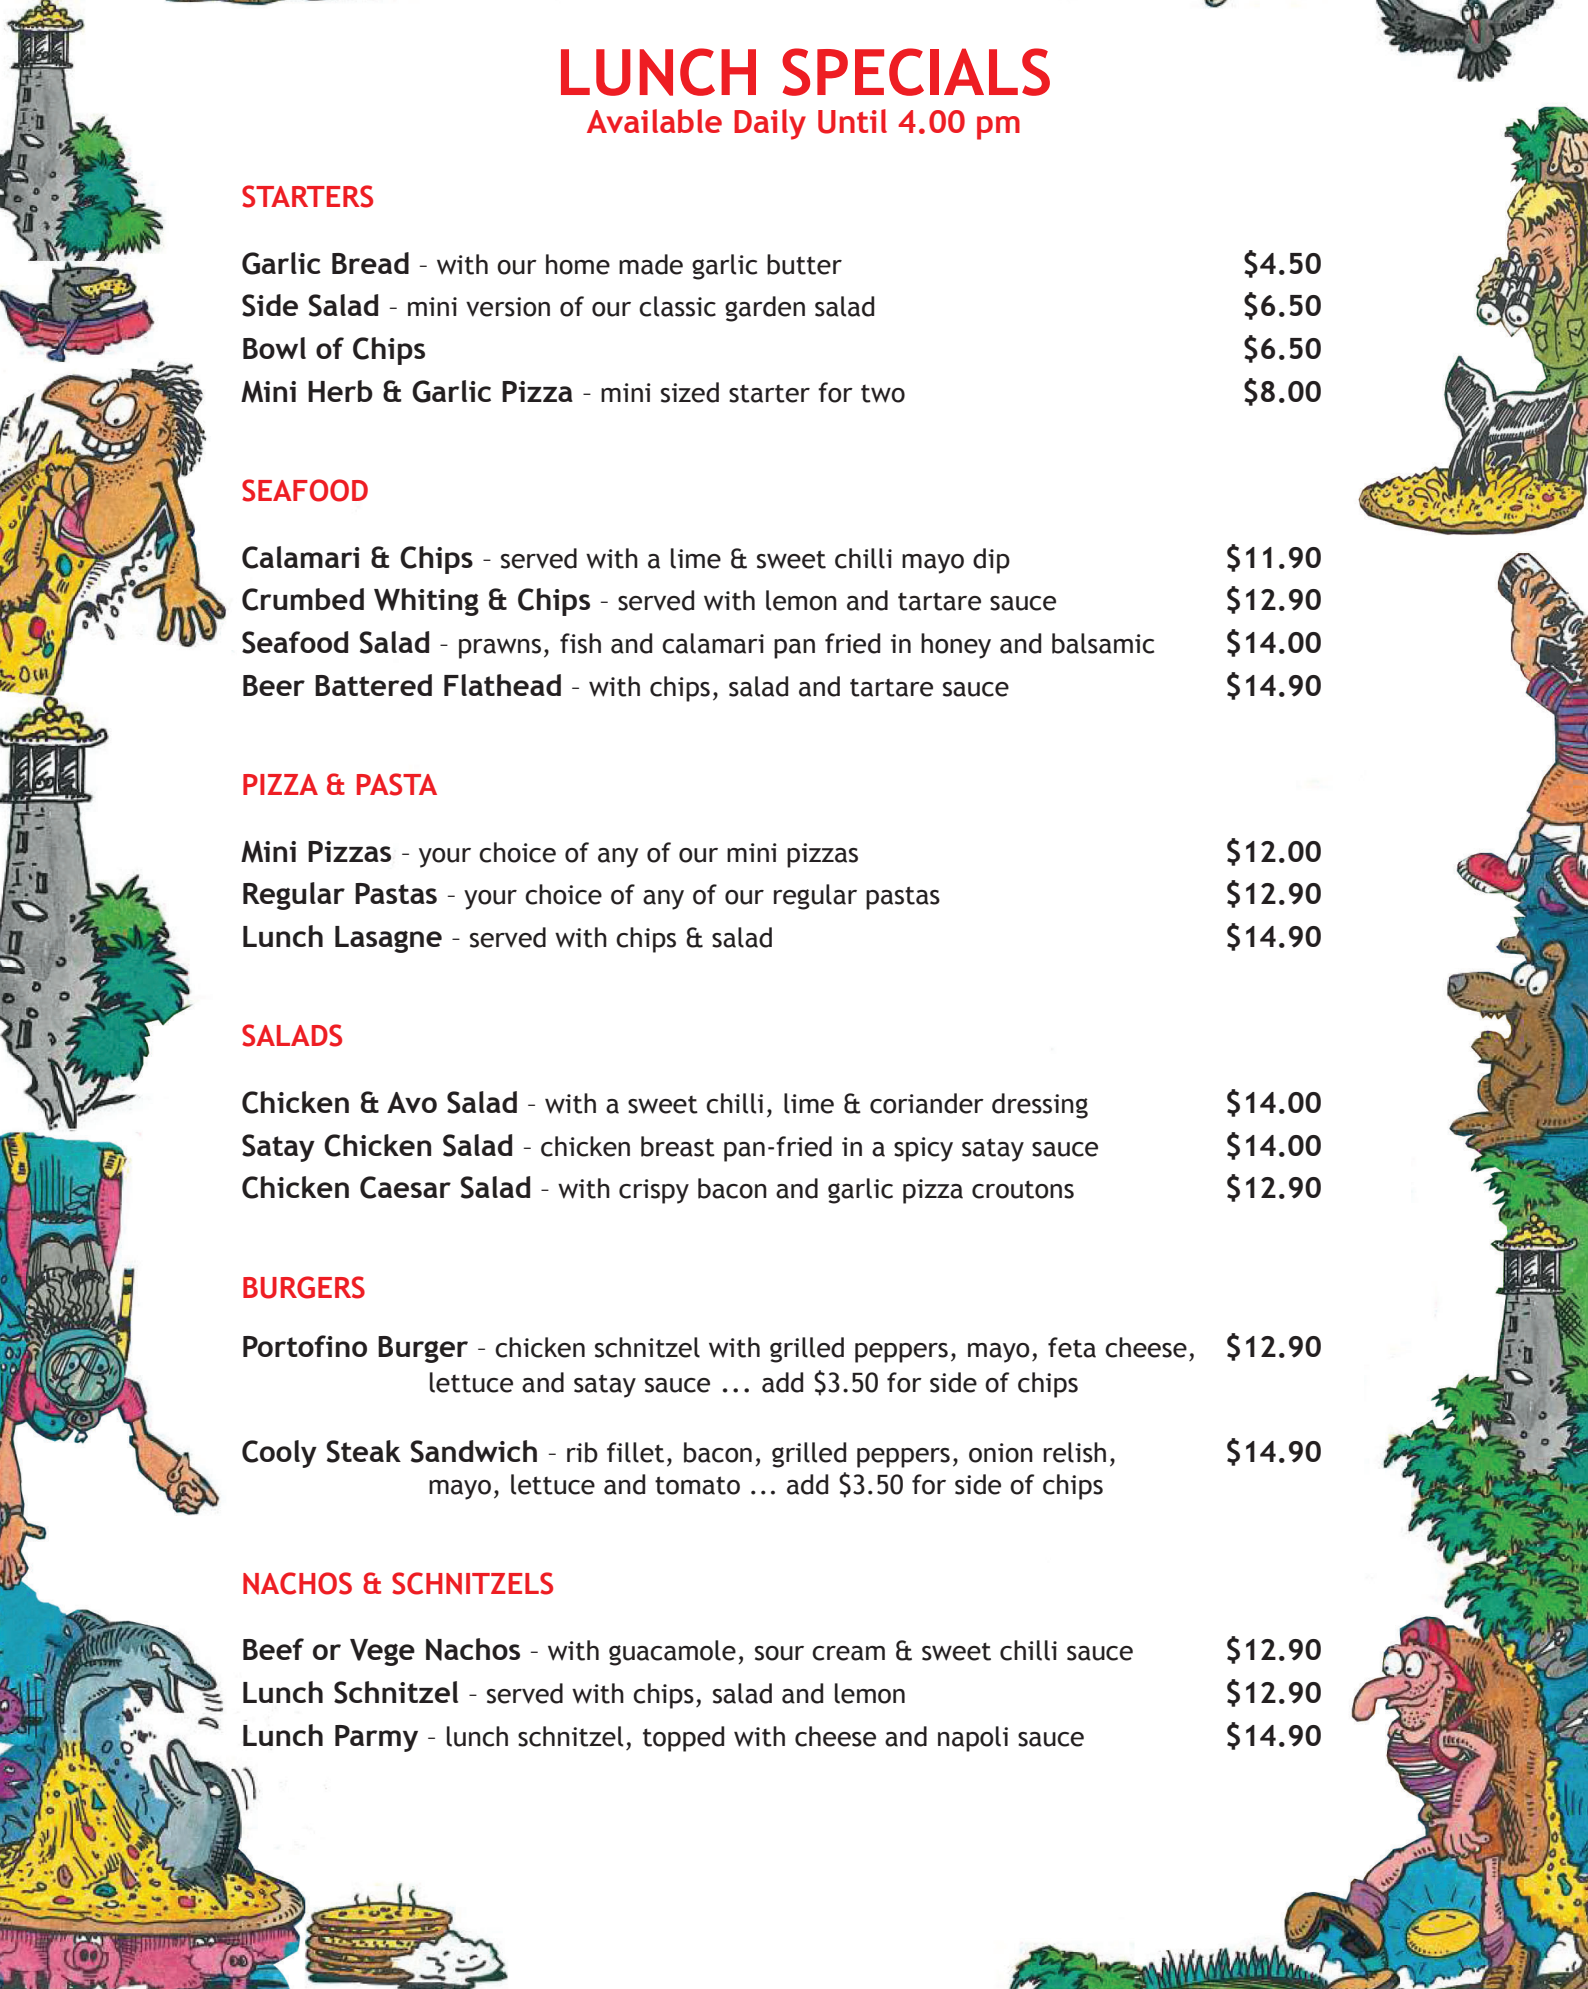 LUNCH SPECIALS
Available Daily Until 4.00 pm
STARTERS
Garlic Bread – with our home made garlic butter $4.50
Side Salad – mini version of our classic garden salad $6.50
Bowl of Chips $6.50
Mini Herb & Garlic Pizza – mini sized starter for two $8.00
SEAFOOD
Calamari & Chips – served with a lime & sweet chilli mayo dip $11.90
Crumbed Whiting & Chips – served with lemon and tartare sauce $12.90
Seafood Salad – prawns, fish and calamari pan fried in honey and balsamic $14.00
Beer Battered Flathead – with chips, salad and tartare sauce $14.90
PIZZA & PASTA
Mini Pizzas – your choice of any of our mini pizzas $12.00
Regular Pastas – your choice of any of our regular pastas $12.90
Lunch Lasagne – served with chips & salad $14.90
SALADS
Chicken & Avo Salad – with a sweet chilli, lime & coriander dressing $14.00
Satay Chicken Salad – chicken breast pan-fried in a spicy satay sauce $14.00
Chicken Caesar Salad – with crispy bacon and garlic pizza croutons $12.90
BURGERS
Portofino Burger – chicken schnitzel with grilled peppers, mayo, feta cheese, $12.90
lettuce and satay sauce ... add $3.50 for side of chips
Cooly Steak Sandwich – rib fillet, bacon, grilled peppers, onion relish, $14.90
mayo, lettuce and tomato ... add $3.50 for side of chips
NACHOS & SCHNITZELS
Beef or Vege Nachos – with guacamole, sour cream & sweet chilli sauce $12.90
Lunch Schnitzel – served with chips, salad and lemon $12.90
Lunch Parmy – lunch schnitzel, topped with cheese and napoli sauce $14.90